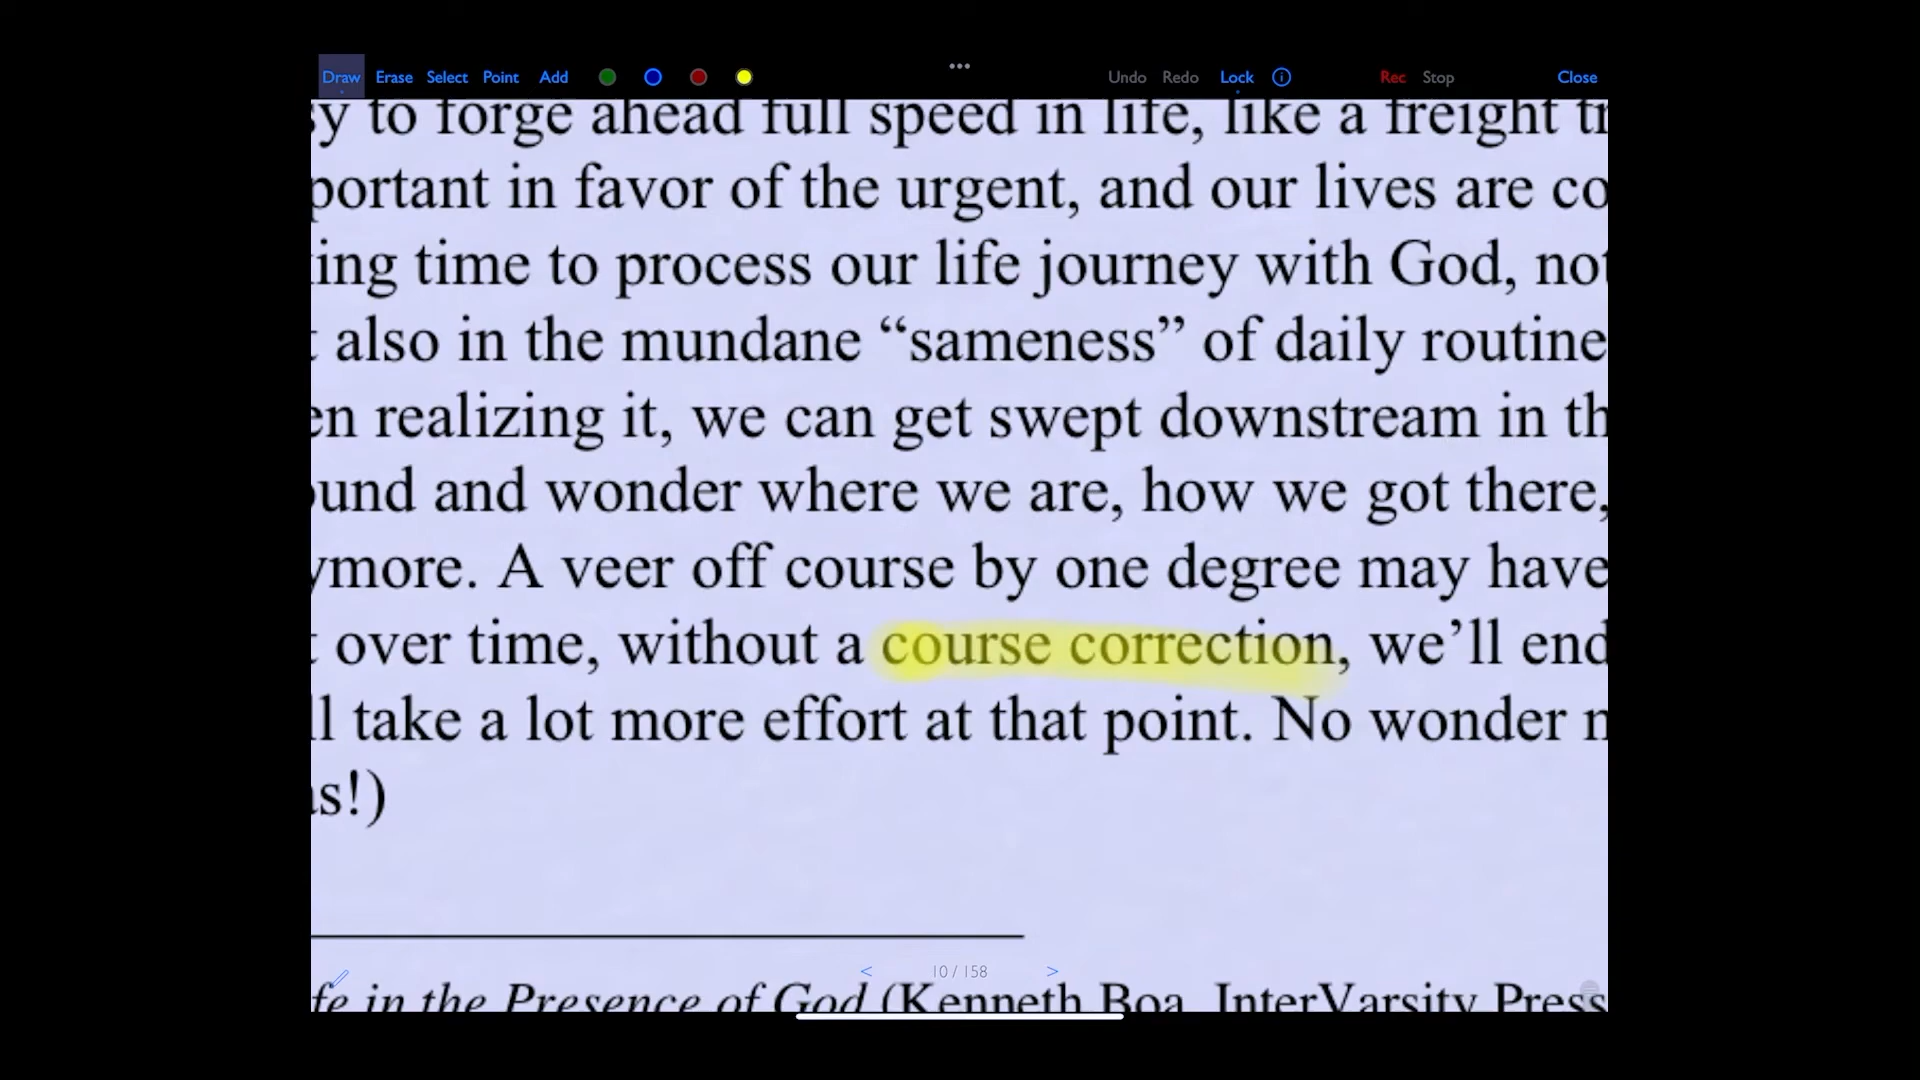 Draw Erase Select Point Add ••• Undo Redo Lock ⓘ Rec Stop Close
sy to forge ahead full speed in life, like a freight tr
portant in favor of the urgent, and our lives are co
ing time to process our life journey with God, not
t also in the mundane “sameness” of daily routine
en realizing it, we can get swept downstream in th
ound and wonder where we are, how we got there,
ymore. A veer off course by one degree may have
t over time, without a course correction, we’ll end
ll take a lot more effort at that point. No wonder
as!)
< 10 / 158 >
fe in the Presence of God (Kenneth Boa, InterVarsity Press